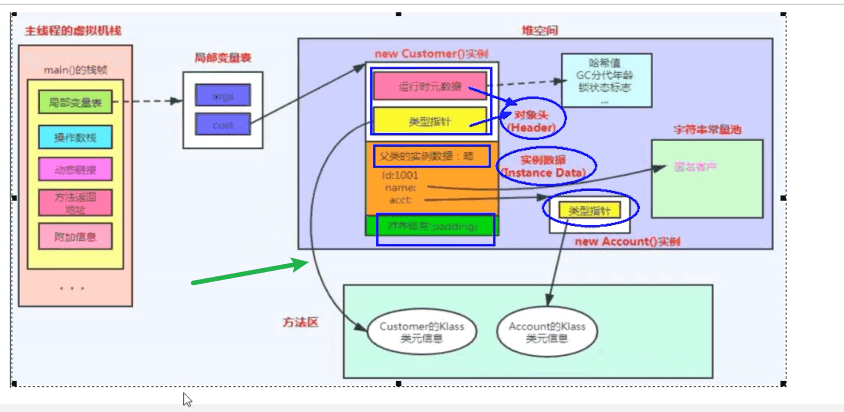 主线程的虚拟机栈
main()的栈帧
局部变量表
操作数栈
动态链接
方法返回
地址
附加信息
...
局部变量表
args
cust
堆空间
new Customer()实例
运行时元数据
类型指针
父类的实例数据：略
Id:1001
name:
acct:
对齐填充(padding)
对象头
(Header)
实例数据
(Instance Data)
哈希值
GC分代年龄
锁状态标志
...
字符串常量池
匿名客户
类型指针
new Account()实例
方法区
Customer的Klass
类元信息
Account的Klass
类元信息